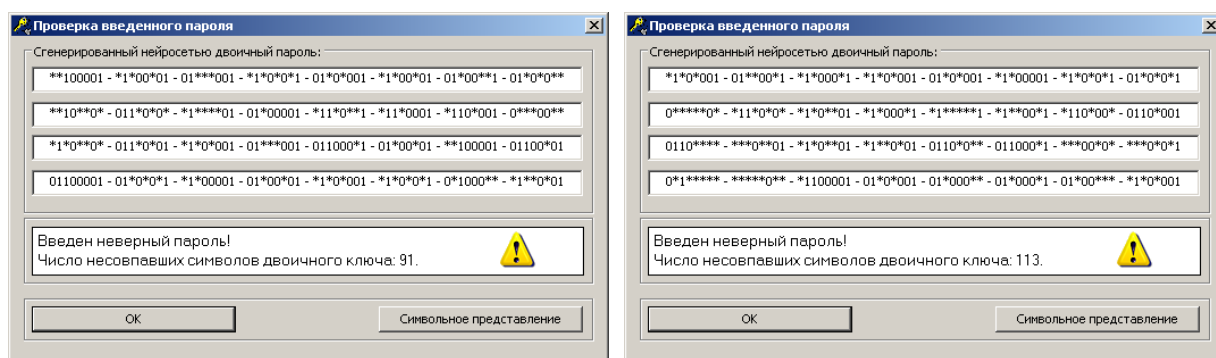 Проверка введенного пароля
Сгенерированный нейросетью двоичный пароль:
**100001 - *1*00*01 - 01***001 - *1*0*0*1 - 01*0*001 - *1*00*01 - 01*00**1 - 01*0*0**
**10**0* - 011*0*0* - *1****01 - 01*00001 - *11*0**1 - *11*0001 - *110*001 - 0***00**
*1*0**0* - 011*0*01 - *1*0*001 - 01***001 - 011000*1 - 01*00*01 - **100001 - 01100*01
01100001 - 01*0*0*1 - *1*00001 - 01*00*01 - *1*0*001 - *1*0*0*1 - 0*1000** - *1**0*01
Введен неверный пароль!
Число несовпавших символов двоичного ключа: 91.
ОК
Символьное представление
Проверка введенного пароля
Сгенерированный нейросетью двоичный пароль:
*1*0*001 - 01**00*1 - *1*000*1 - *1*0*001 - 01*0*001 - *1*00001 - *1*0*0*1 - 01*0*0*1
0*****0* - *11*0*0* - *1*0**01 - *1*000*1 - *1*****1 - *1**00*1 - *110*00* - 0110*001
0110**** - ***0**01 - *1*0**01 - *1**0*01 - 0110*0** - 011000*1 - ***00*0* - ***0*0*1
0*1***** - *****0** - *1100001 - 01*0*001 - 01*000** - 01*000*1 - 01*00*** - *1*0*001
Введен неверный пароль!
Число несовпавших символов двоичного ключа: 113.
ОК
Символьное представление